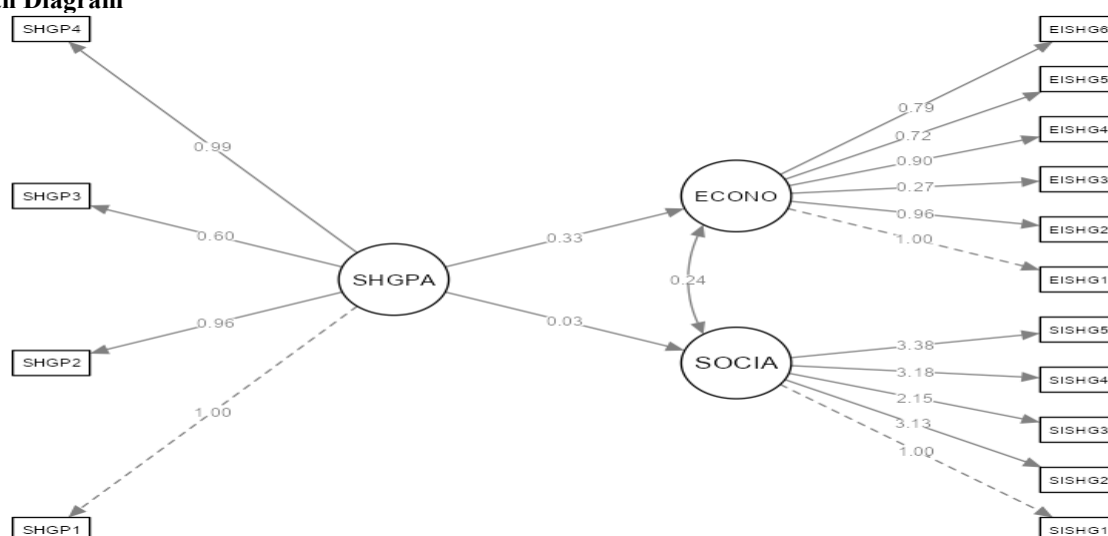 Diagram
SHGP4
SHGP3
SHGP2
SHGP1
0.99
0.60
0.96
1.00
SHGPA
0.33
0.03
ECONO
0.24
SOCIA
0.79
0.72
0.90
0.27
0.96
1.00
3.38
3.18
2.15
3.13
1.00
EISHG6
EISHG5
EISHG4
EISHG3
EISHG2
EISHG1
SISHG5
SISHG4
SISHG3
SISHG2
SISHG1